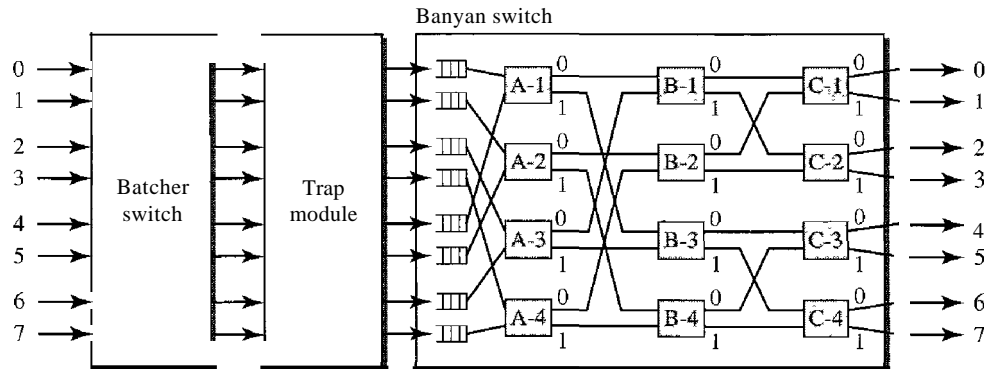 Banyan switch
0 0 0 0 0
1 A-1 B-1 C-1 1
1 1 1
2 0 0 0 2
3 A-2 B-2 C-2 3
Batcher switch
Trap module
1 1 1
4 0 0 0 4
5 A-3 B-3 C-3 5
1 1 1
6 0 0 0 6
7 A-4 B-4 C-4 7
1 1 1